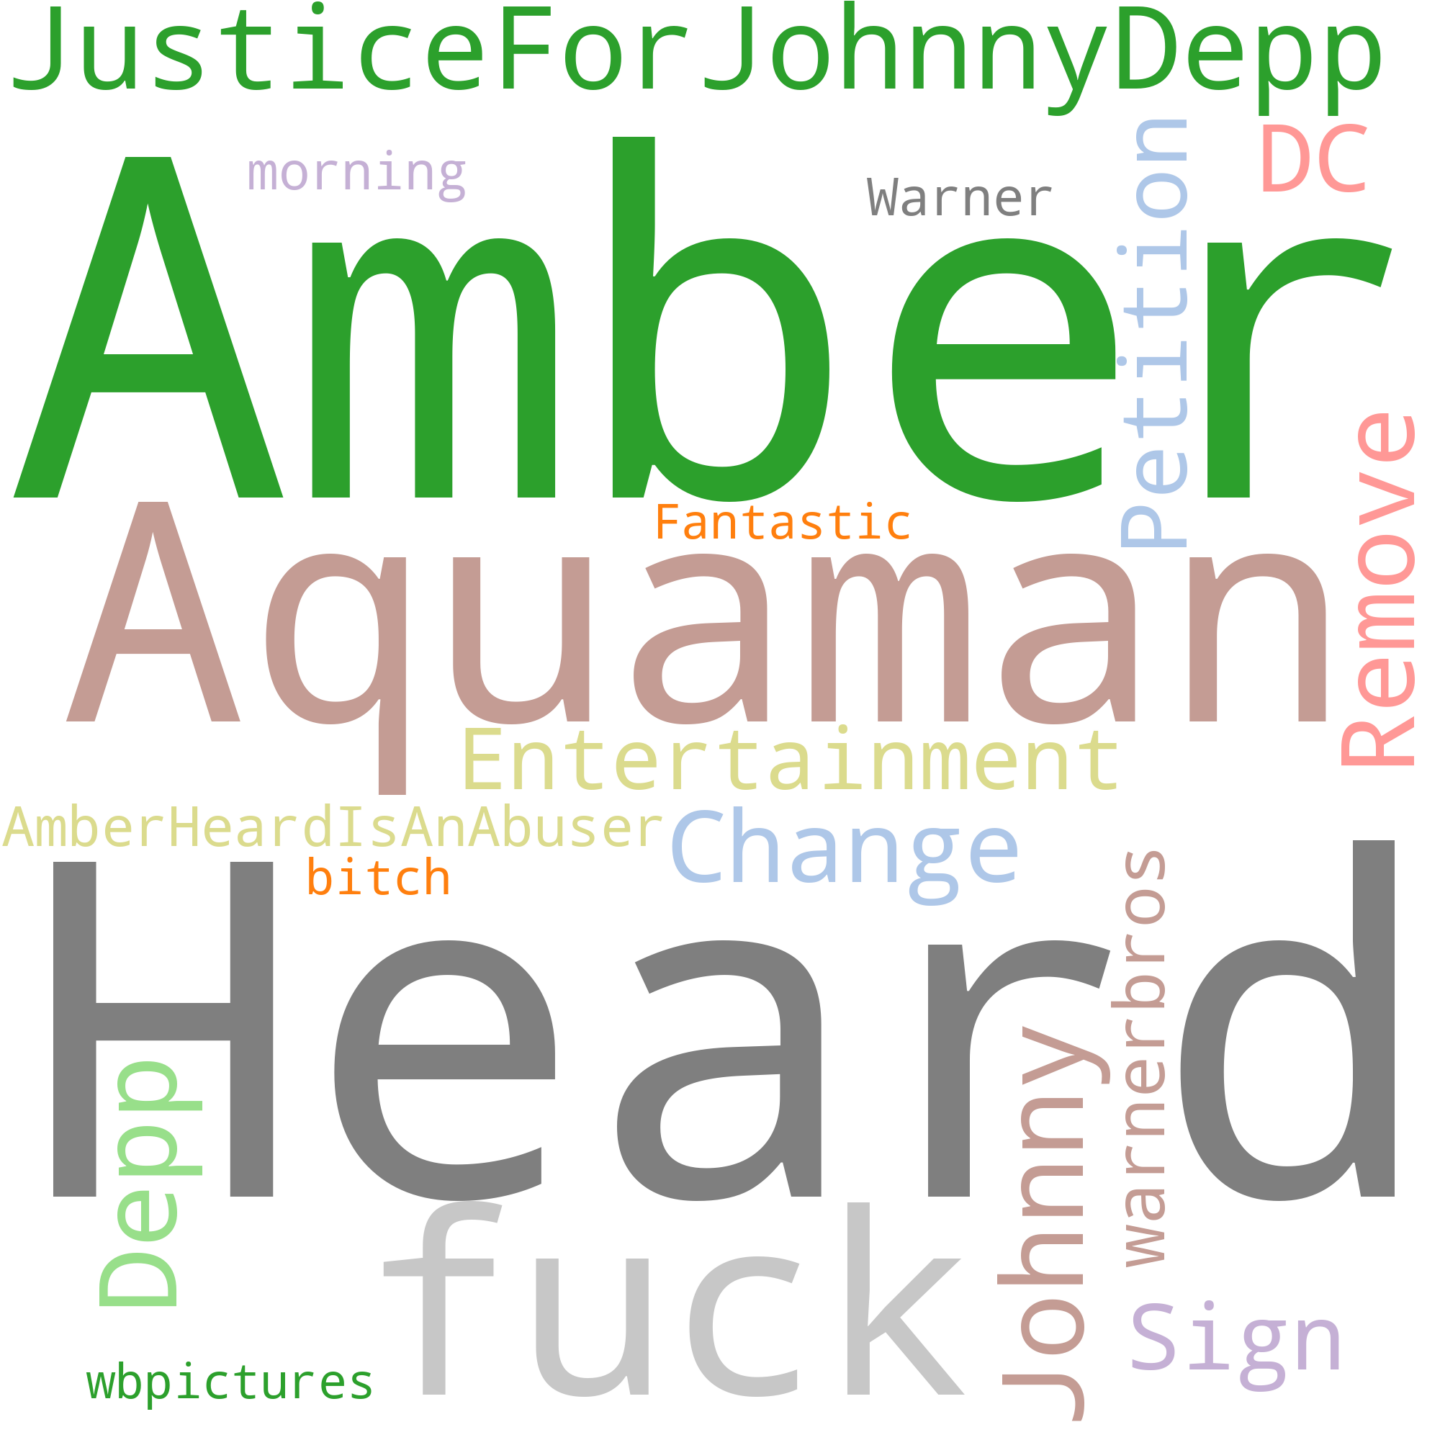 JusticeForJohnnyDepp
morning
Warner
DC
Petition
Amber
Remove
Fantastic
Aquaman
Entertainment
AmberHeardIsAnAbuser
Change
bitch
Heard
warnerbros
Johnny
Depp
fuck
Sign
wbpictures